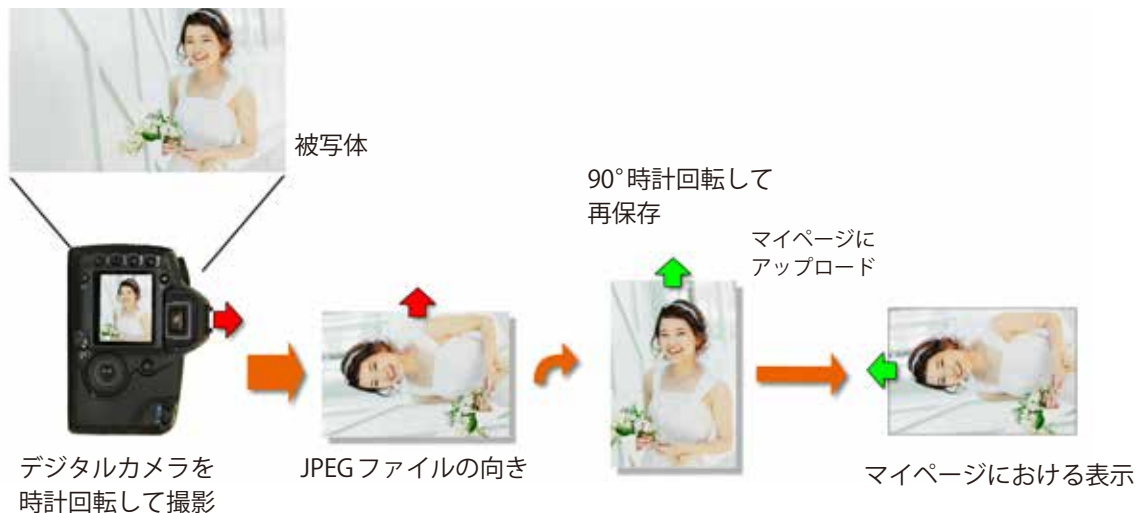 被写体
90°時計回転して
再保存
マイページに
アップロード
デジタルカメラを
時計回転して撮影
JPEGファイルの向き
マイページにおける表示